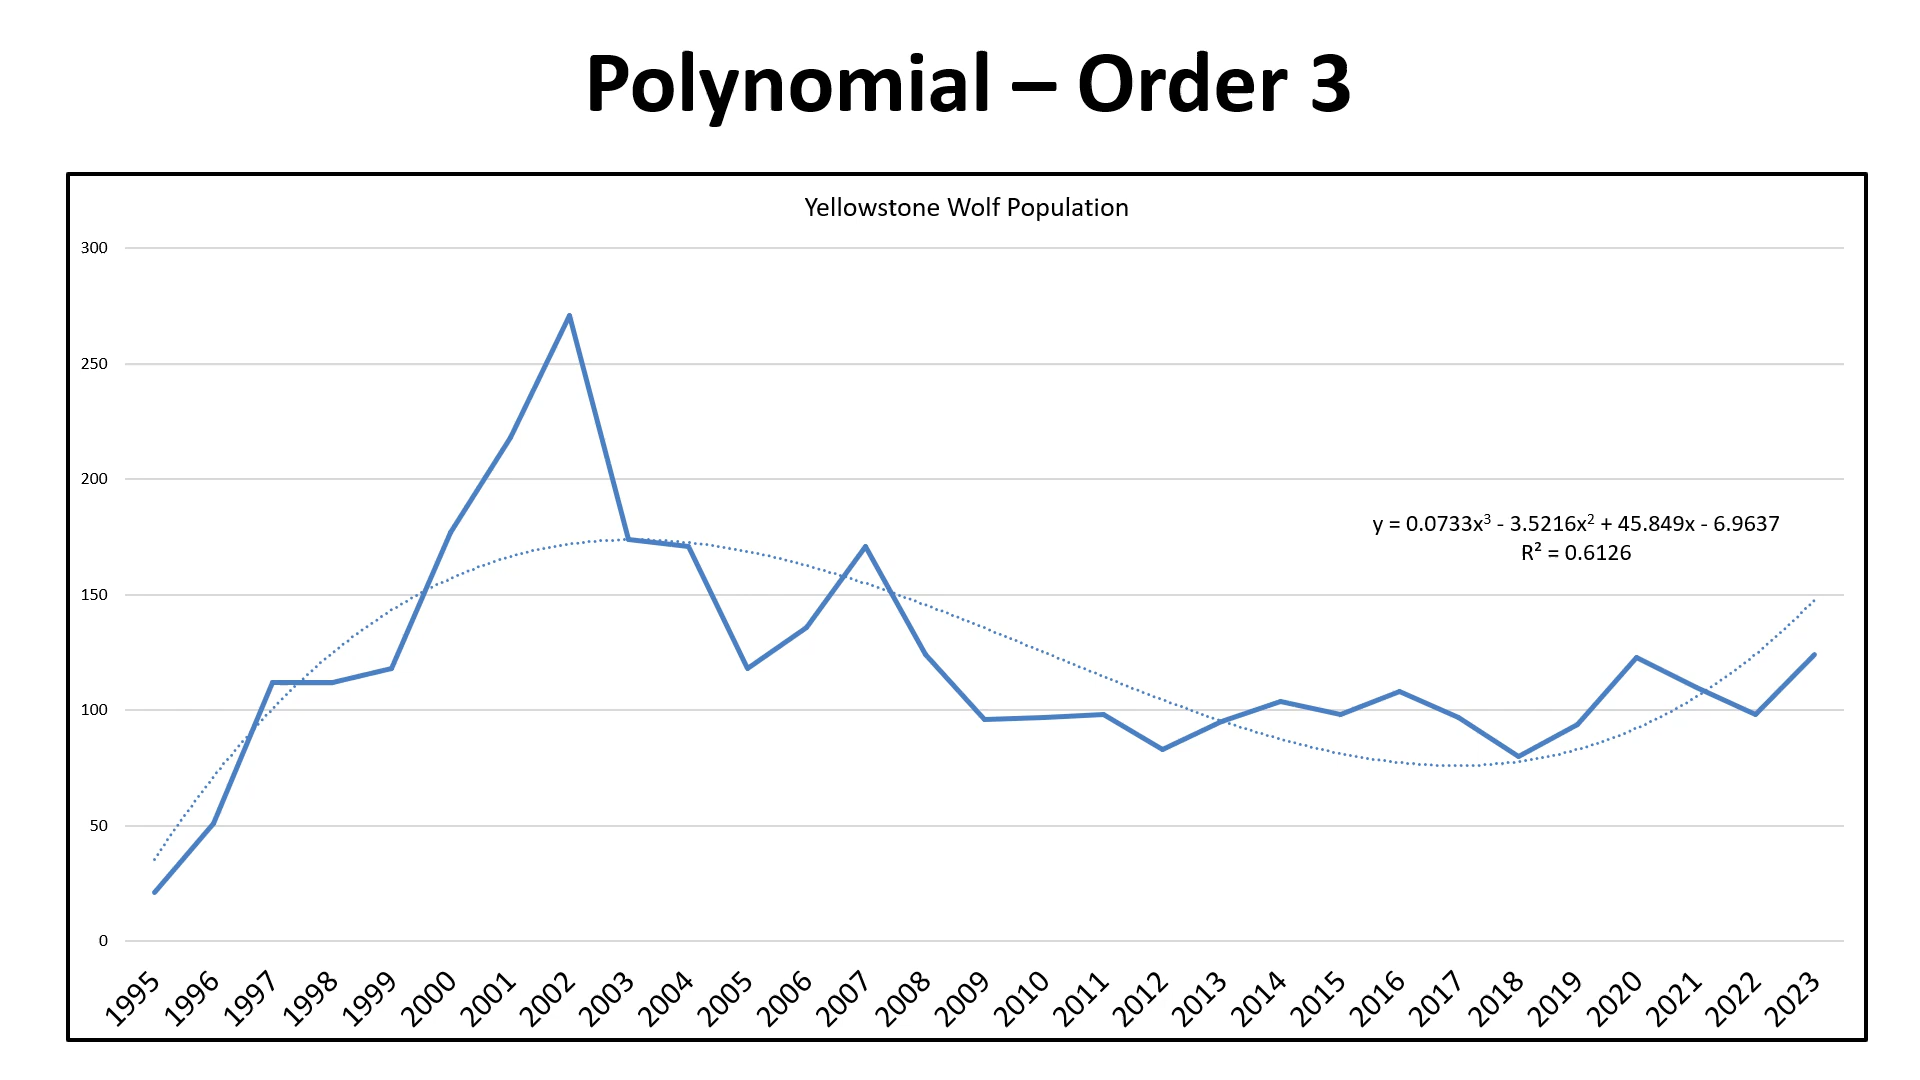 Polynomial – Order 3
Yellowstone Wolf Population
300
250
200
150
100
50
0
y = 0.0733x³ - 3.5216x² + 45.849x - 6.9637
R² = 0.6126
1995 1996 1997 1998 1999 2000 2001 2002 2003 2004 2005 2006 2007 2008 2009 2010 2011 2012 2013 2014 2015 2016 2017 2018 2019 2020 2021 2022 2023